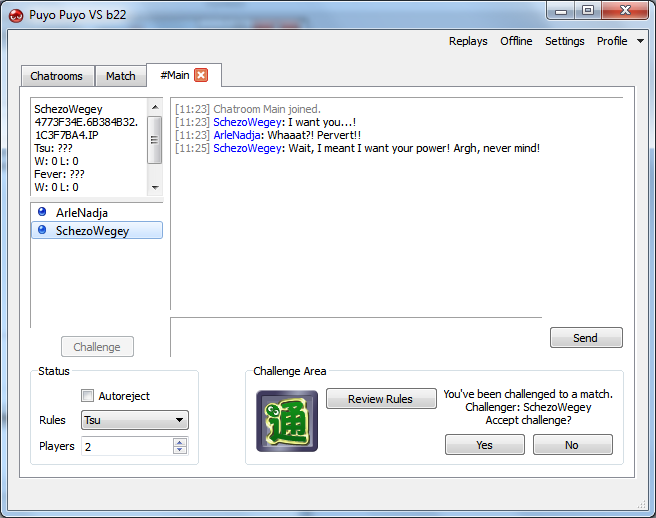 Puyo Puyo VS b22
Replays Offline Settings Profile
Chatrooms Match #Main
SchezoWegey
4773F34E.6B384B32.
1C3F7BA4.IP
Tsu: ???
W: 0 L: 0
Fever: ???
W: 0 L: 0
ArleNadja
SchezoWegey
Challenge
[11:23] Chatroom Main joined.
[11:23] SchezoWegey: I want you...!
[11:23] ArleNadja: Whaaat?! Pervert!!
[11:25] SchezoWegey: Wait, I meant I want your power! Argh, never mind!
Send
Status
Autoreject
Rules Tsu
Players 2
Challenge Area
通
Review Rules
You've been challenged to a match.
Challenger: SchezoWegey
Accept challenge?
Yes No